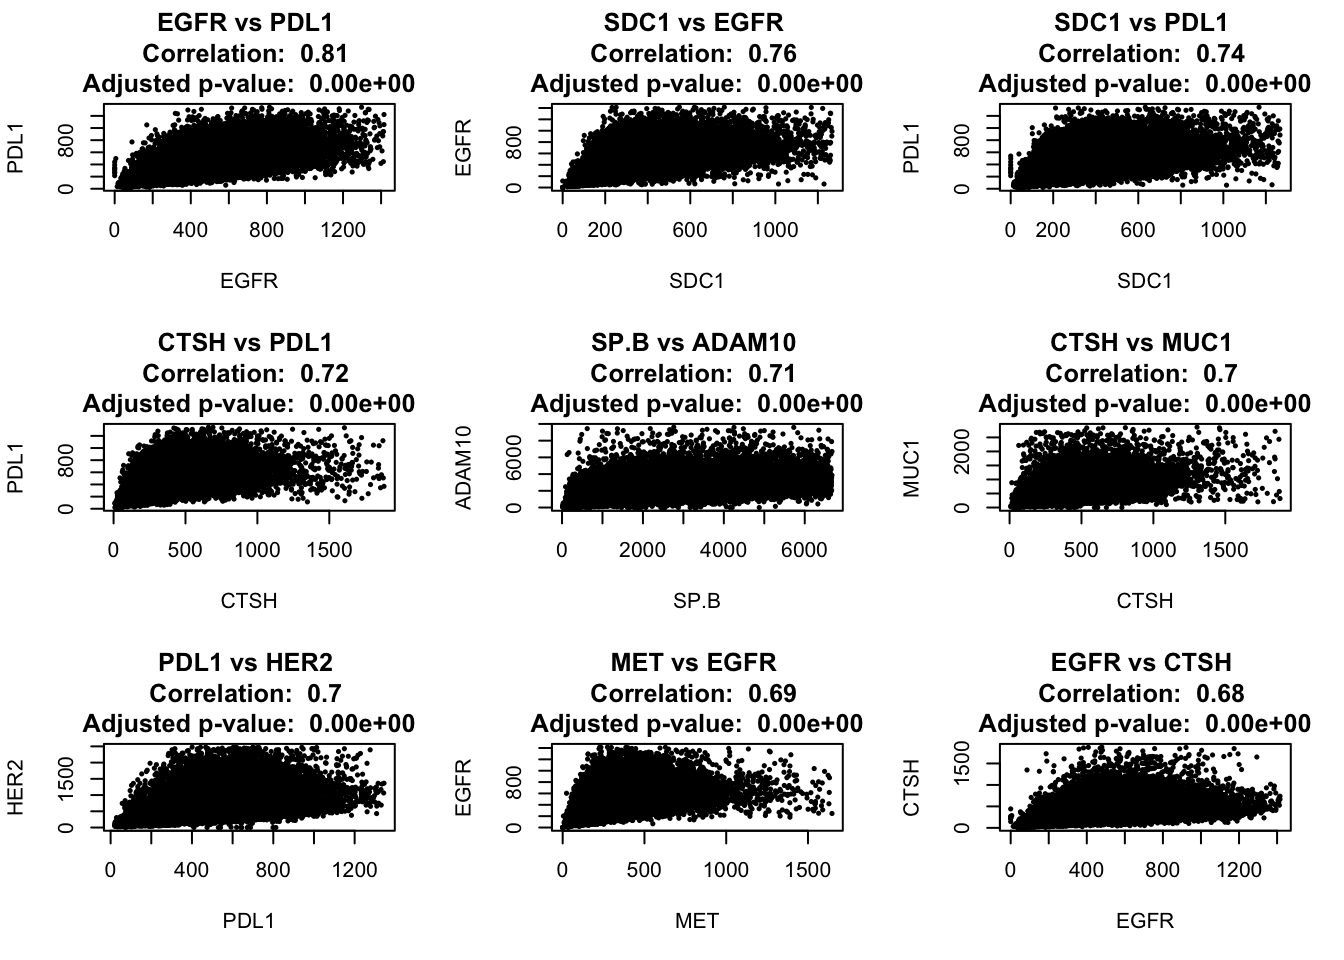 EGFR vs PDL1
Correlation:  0.81
Adjusted p-value:  0.00e+00
PDL1
800
0
0 400 800 1200
EGFR
SDC1 vs EGFR
Correlation:  0.76
Adjusted p-value:  0.00e+00
EGFR
800
0
0 200 600 1000
SDC1
SDC1 vs PDL1
Correlation:  0.74
Adjusted p-value:  0.00e+00
PDL1
800
0
0 200 600 1000
SDC1
CTSH vs PDL1
Correlation:  0.72
Adjusted p-value:  0.00e+00
PDL1
800
0
0 500 1000 1500
CTSH
SP.B vs ADAM10
Correlation:  0.71
Adjusted p-value:  0.00e+00
ADAM10
6000
0
0 2000 4000 6000
SP.B
CTSH vs MUC1
Correlation:  0.7
Adjusted p-value:  0.00e+00
MUC1
2000
0
0 500 1000 1500
CTSH
PDL1 vs HER2
Correlation:  0.7
Adjusted p-value:  0.00e+00
HER2
1500
0
0 400 800 1200
PDL1
MET vs EGFR
Correlation:  0.69
Adjusted p-value:  0.00e+00
EGFR
800
0
0 500 1000 1500
MET
EGFR vs CTSH
Correlation:  0.68
Adjusted p-value:  0.00e+00
CTSH
1500
0
0 400 800 1200
EGFR